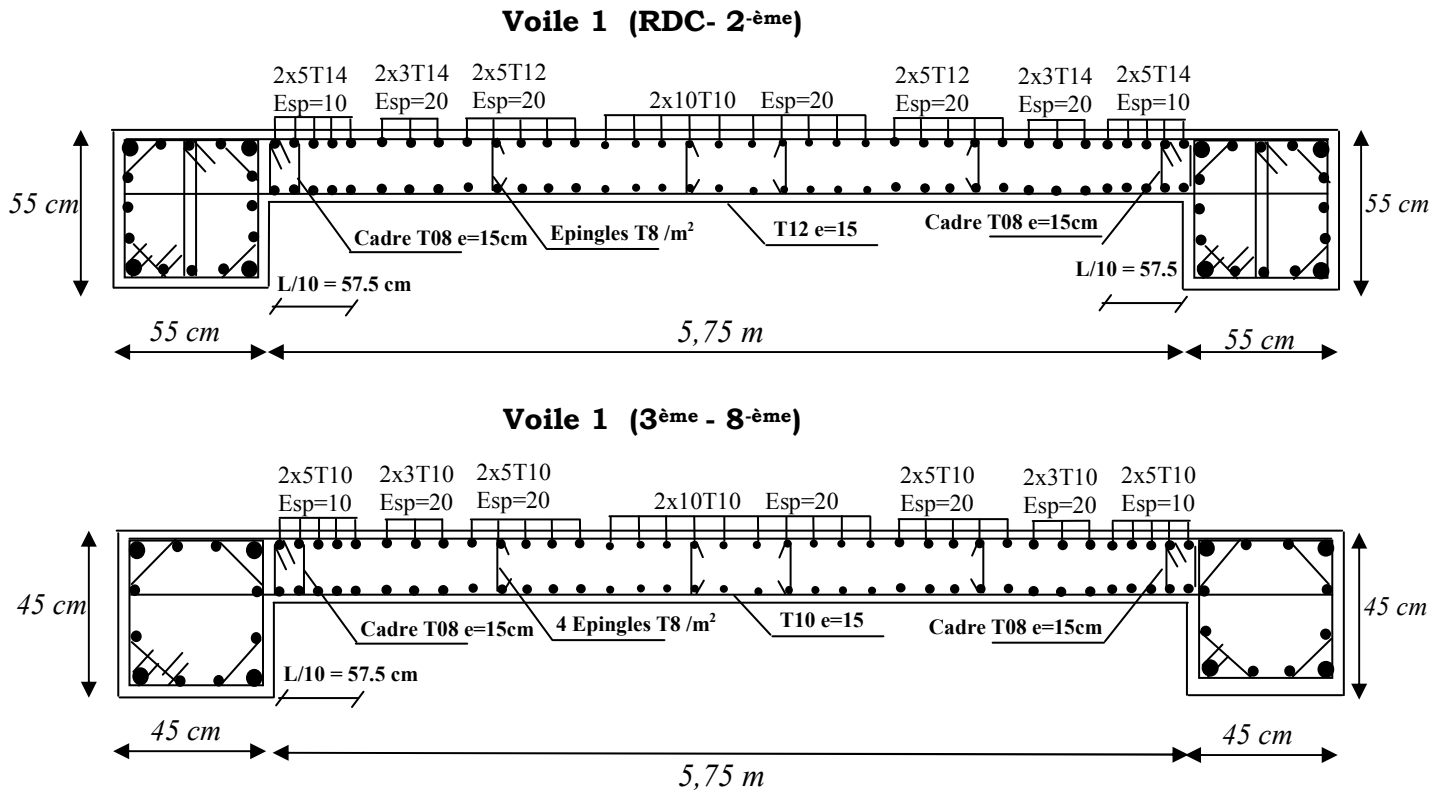 Voile 1 (RDC- 2-ème)
2x5T14
Esp=10
2x3T14
Esp=20
2x5T12
Esp=20
2x10T10 Esp=20
2x5T12
Esp=20
2x3T14
Esp=20
2x5T14
Esp=10
55 cm
55 cm
Cadre T08 e=15cm
Epingles T8 /m²
T12 e=15
Cadre T08 e=15cm
L/10 = 57.5 cm
L/10 = 57.5
55 cm
5,75 m
55 cm
Voile 1 (3ème - 8-ème)
2x5T10
Esp=10
2x3T10
Esp=20
2x5T10
Esp=20
2x10T10 Esp=20
2x5T10
Esp=20
2x3T10
Esp=20
2x5T10
Esp=10
45 cm
45 cm
Cadre T08 e=15cm
4 Epingles T8 /m²
T10 e=15
Cadre T08 e=15cm
L/10 = 57.5 cm
45 cm
5,75 m
45 cm